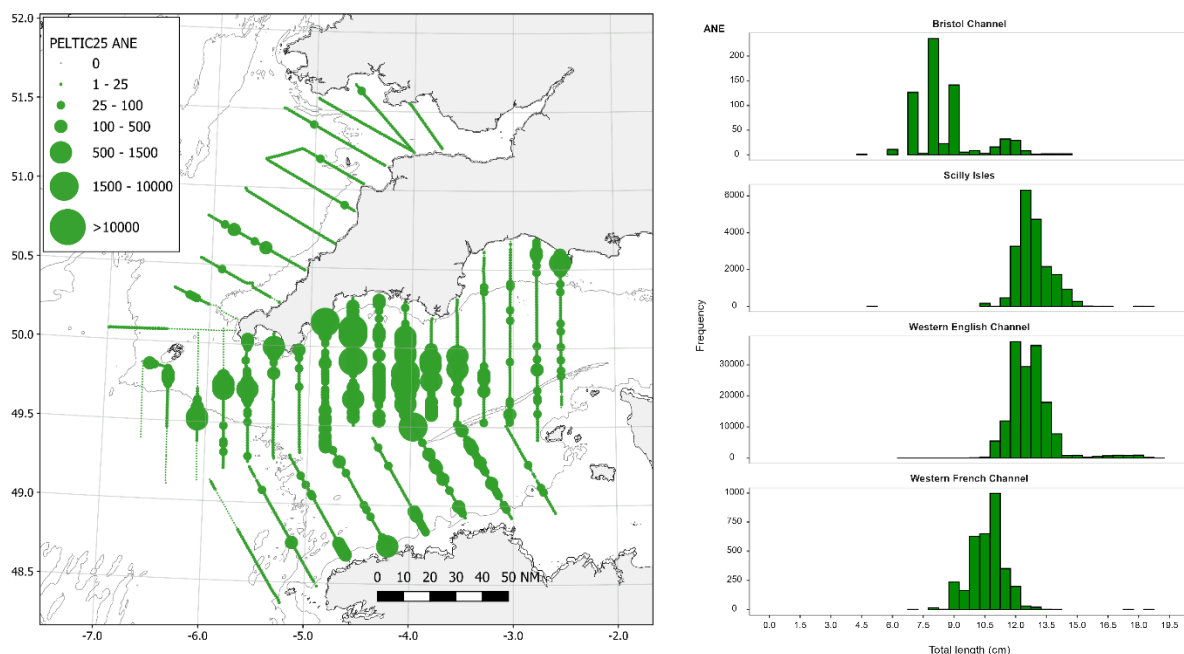 52.0
51.5
51.0
50.5
50.0
49.5
49.0
48.5
PELTIC25 ANE
0
1 - 25
25 - 100
100 - 500
500 - 1500
1500 - 10000
>10000
0 10 20 30 40 50 NM
-7.0 -6.0 -5.0 -4.0 -3.0 -2.0
ANE
Frequency
Bristol Channel
200
150
100
50
0
Scilly Isles
6000
4000
2000
0
Western English Channel
30000
20000
10000
0
Western French Channel
1000
750
500
250
0
0.0 1.5 3.0 4.5 6.0 7.5 9.0 10.5 12.0 13.5 15.0 16.5 18.0 19.5
Total length (cm)